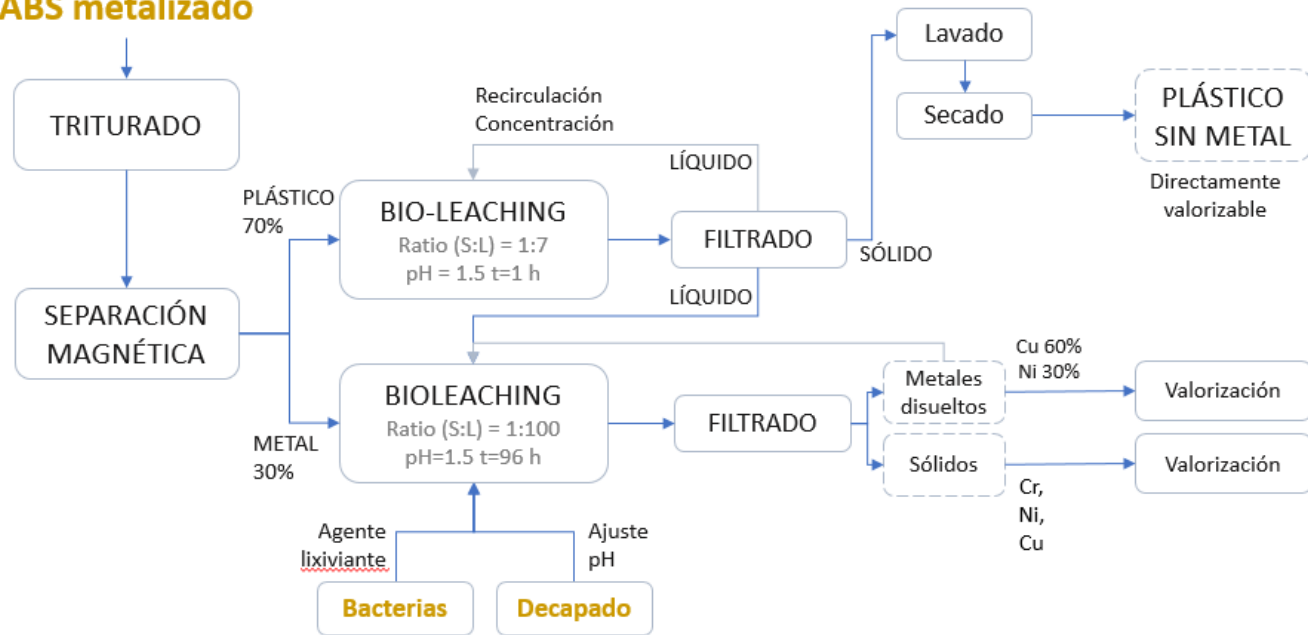 ABS metalizado
TRITURADO
SEPARACIÓN
MAGNÉTICA
PLÁSTICO
70%
METAL
30%
Recirculación
Concentración
BIO-LEACHING
Ratio (S:L) = 1:7
pH = 1.5 t=1 h
LÍQUIDO
FILTRADO
LÍQUIDO
SÓLIDO
Lavado
Secado
PLÁSTICO
SIN METAL
Directamente
valorizable
BIOLEACHING
Ratio (S:L) = 1:100
pH=1.5 t=96 h
Agente
lixiviante
Ajuste
pH
Bacterias
Decapado
FILTRADO
Metales
disueltos
Sólidos
Cu 60%
Ni 30%
Valorización
Cr,
Ni,
Cu
Valorización